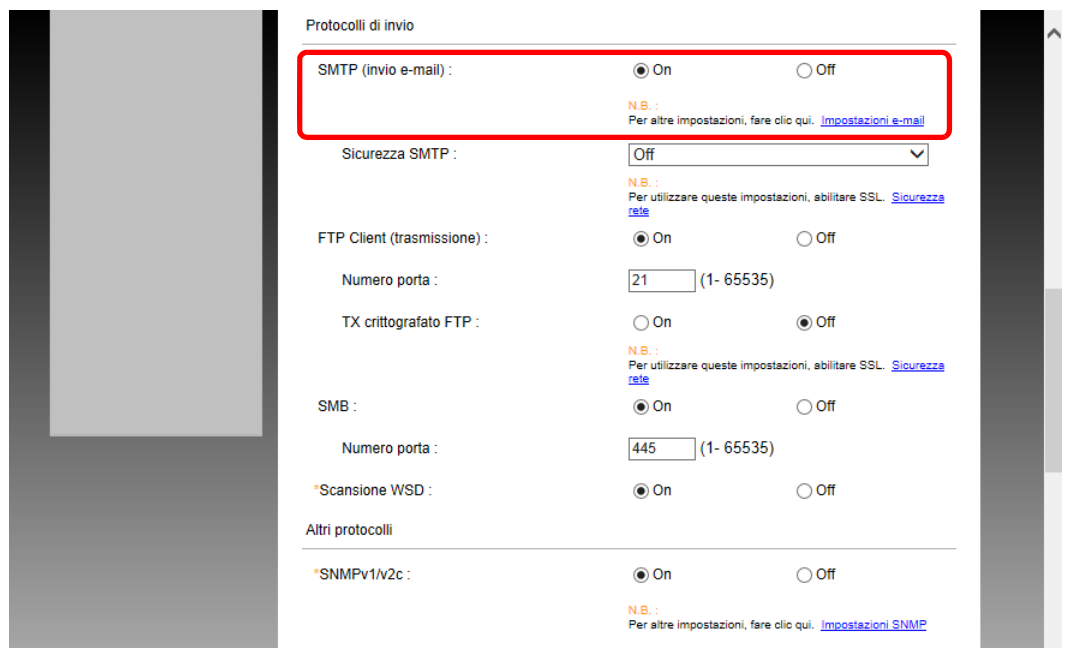 Protocolli di invio
SMTP (invio e-mail) : On Off
N.B. :
Per altre impostazioni, fare clic qui. Impostazioni e-mail
Sicurezza SMTP : Off
N.B. :
Per utilizzare queste impostazioni, abilitare SSL. Sicurezza
rete
FTP Client (trasmissione) : On Off
Numero porta : 21 (1- 65535)
TX crittografato FTP : On Off
N.B. :
Per utilizzare queste impostazioni, abilitare SSL. Sicurezza
rete
SMB : On Off
Numero porta : 445 (1- 65535)
*Scansione WSD : On Off
Altri protocolli
*SNMPv1/v2c : On Off
N.B. :
Per altre impostazioni, fare clic qui. Impostazioni SNMP